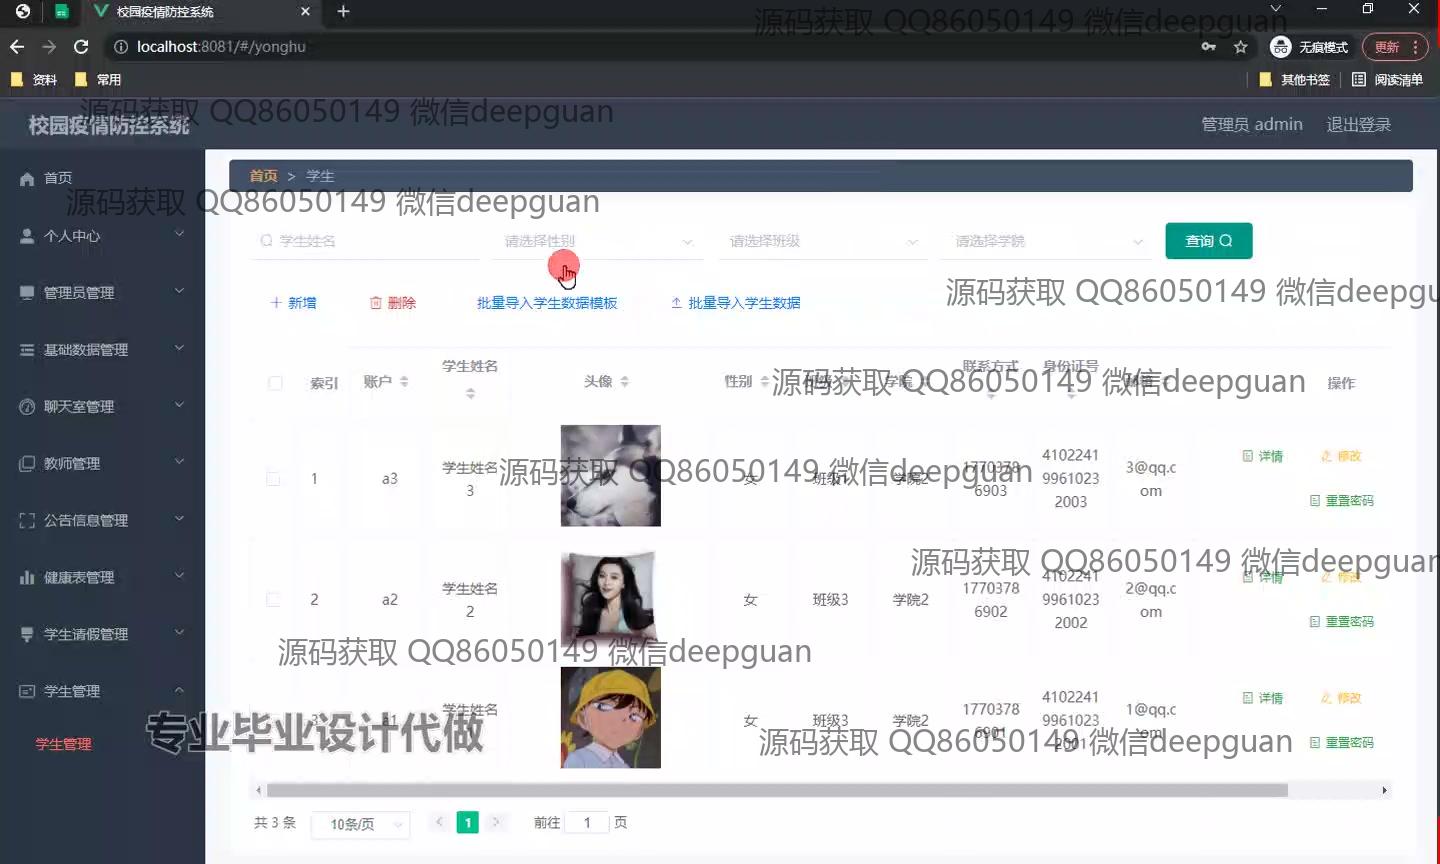 校园疫情防控系统
localhost:8081/#/yonghu
无痕模式
更新
资料
常用
其他书签
阅读清单
源码获取 QQ86050149 微信deepguan
源码获取 QQ86050149 微信deepguan
校园疫情防控系统
管理员 admin
退出登录
首页
个人中心
管理员管理
基础数据管理
聊天室管理
教师管理
公告信息管理
健康表管理
学生请假管理
学生管理
学生管理
首页 > 学生
源码获取 QQ86050149 微信deepguan
学生姓名
请选择性别
请选择班级
请选择学院
查询
源码获取 QQ86050149 微信deepgu
新增
删除
批量导入学生数据模板
批量导入学生数据
索引
账户
学生姓名
头像
性别
学院
联系方式
身份证号
操作
源码获取 QQ86050149 微信deepguan
1
a3
学生姓名
3
女
班级1
学院2
1770378
6903
4102241
9961023
2003
3@qq.c
om
详情
修改
重置密码
源码获取 QQ86050149 微信deepguan
2
a2
学生姓名
2
女
班级3
学院2
1770378
6902
4102241
9961023
2002
2@qq.c
om
详情
修改
重置密码
源码获取 QQ86050149 微信deepguan
源码获取 QQ86050149 微信deepguan
3
a1
学生姓名
女
班级3
学院2
1770378
6901
4102241
9961023
2001
1@qq.c
om
详情
修改
重置密码
源码获取 QQ86050149 微信deepguan
专业毕业设计代做
共 3 条
10条/页
1
前往 1 页